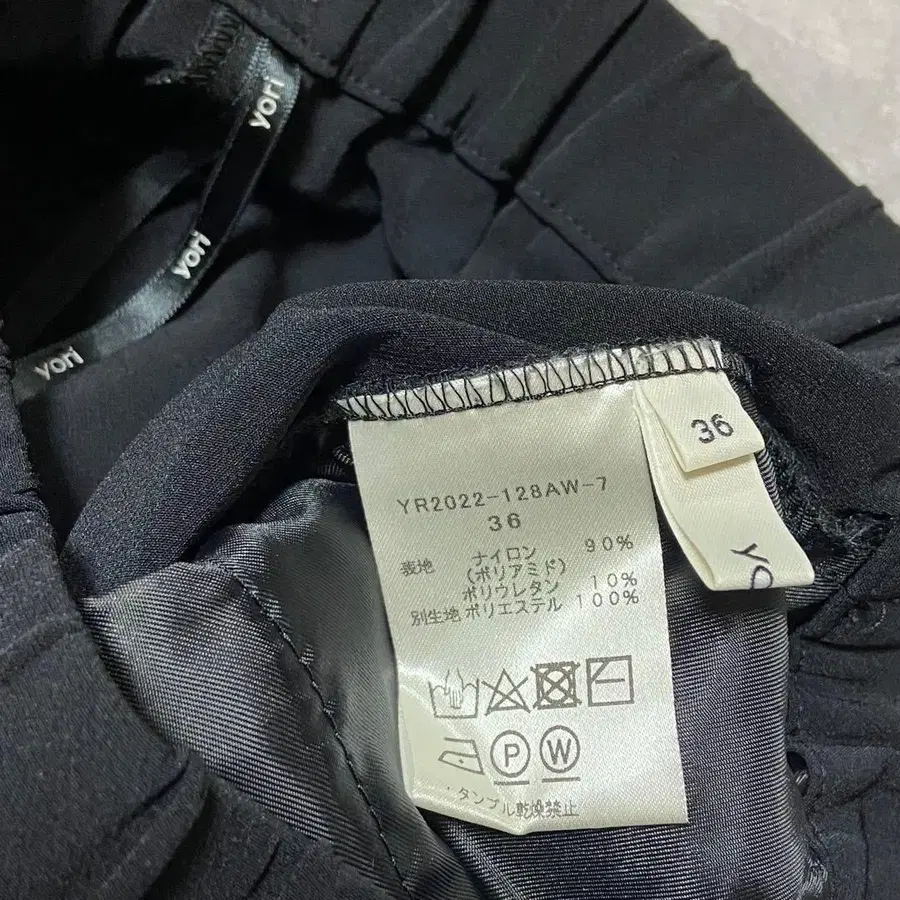 yori
yori
yori
36
YO
YR2022-128AW-7
36
表地 ナイロン 90%
(ポリアミド)
ポリウレタン 10%
別生地 ポリエステル 100%
P W
・タンブル乾燥禁止